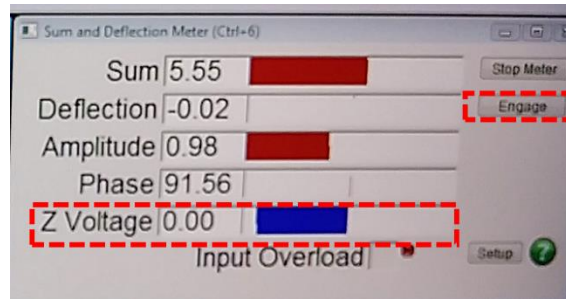 Sum and Deflection Meter (Ctrl+6)
Sum 5.55 Stop Meter
Deflection -0.02 Engage
Amplitude 0.98
Phase 91.56
Z Voltage 0.00
Input Overload Setup ?